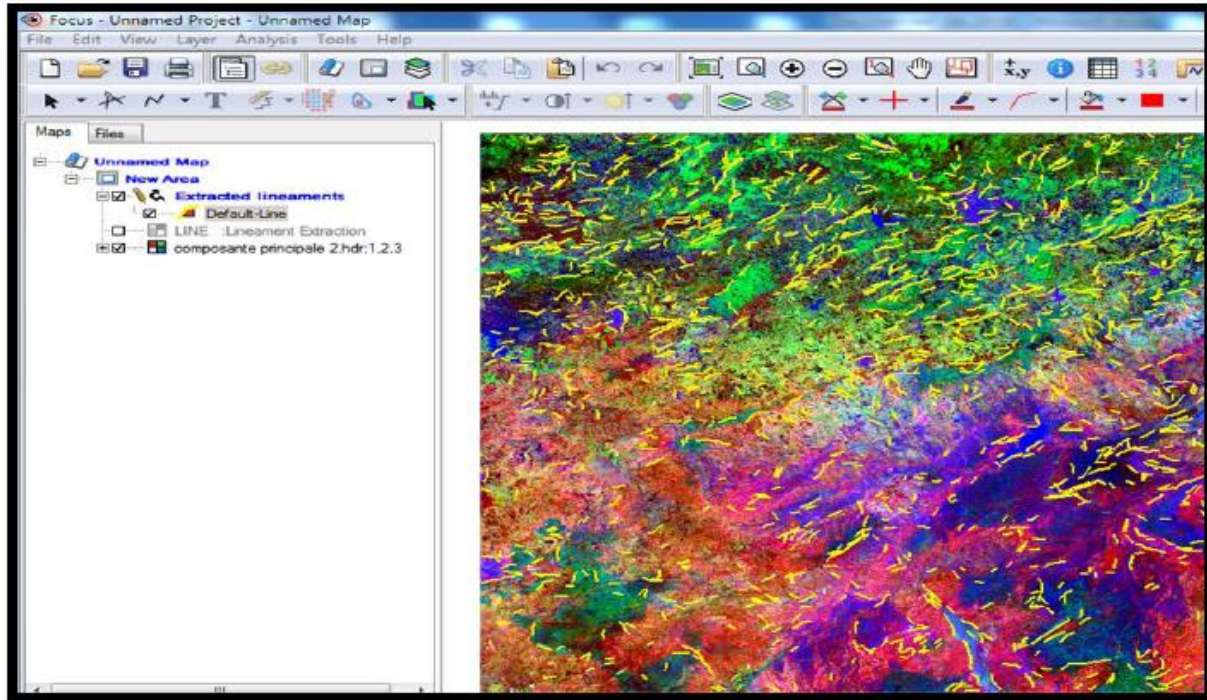 Focus - Unnamed Project - Unnamed Map
File Edit View Layer Analysis Tools Help
Maps Files
Unnamed Map
New Area
Extracted lineaments
Default-Line
LINE :Lineament Extraction
composante principale 2.hdr:1,2,3